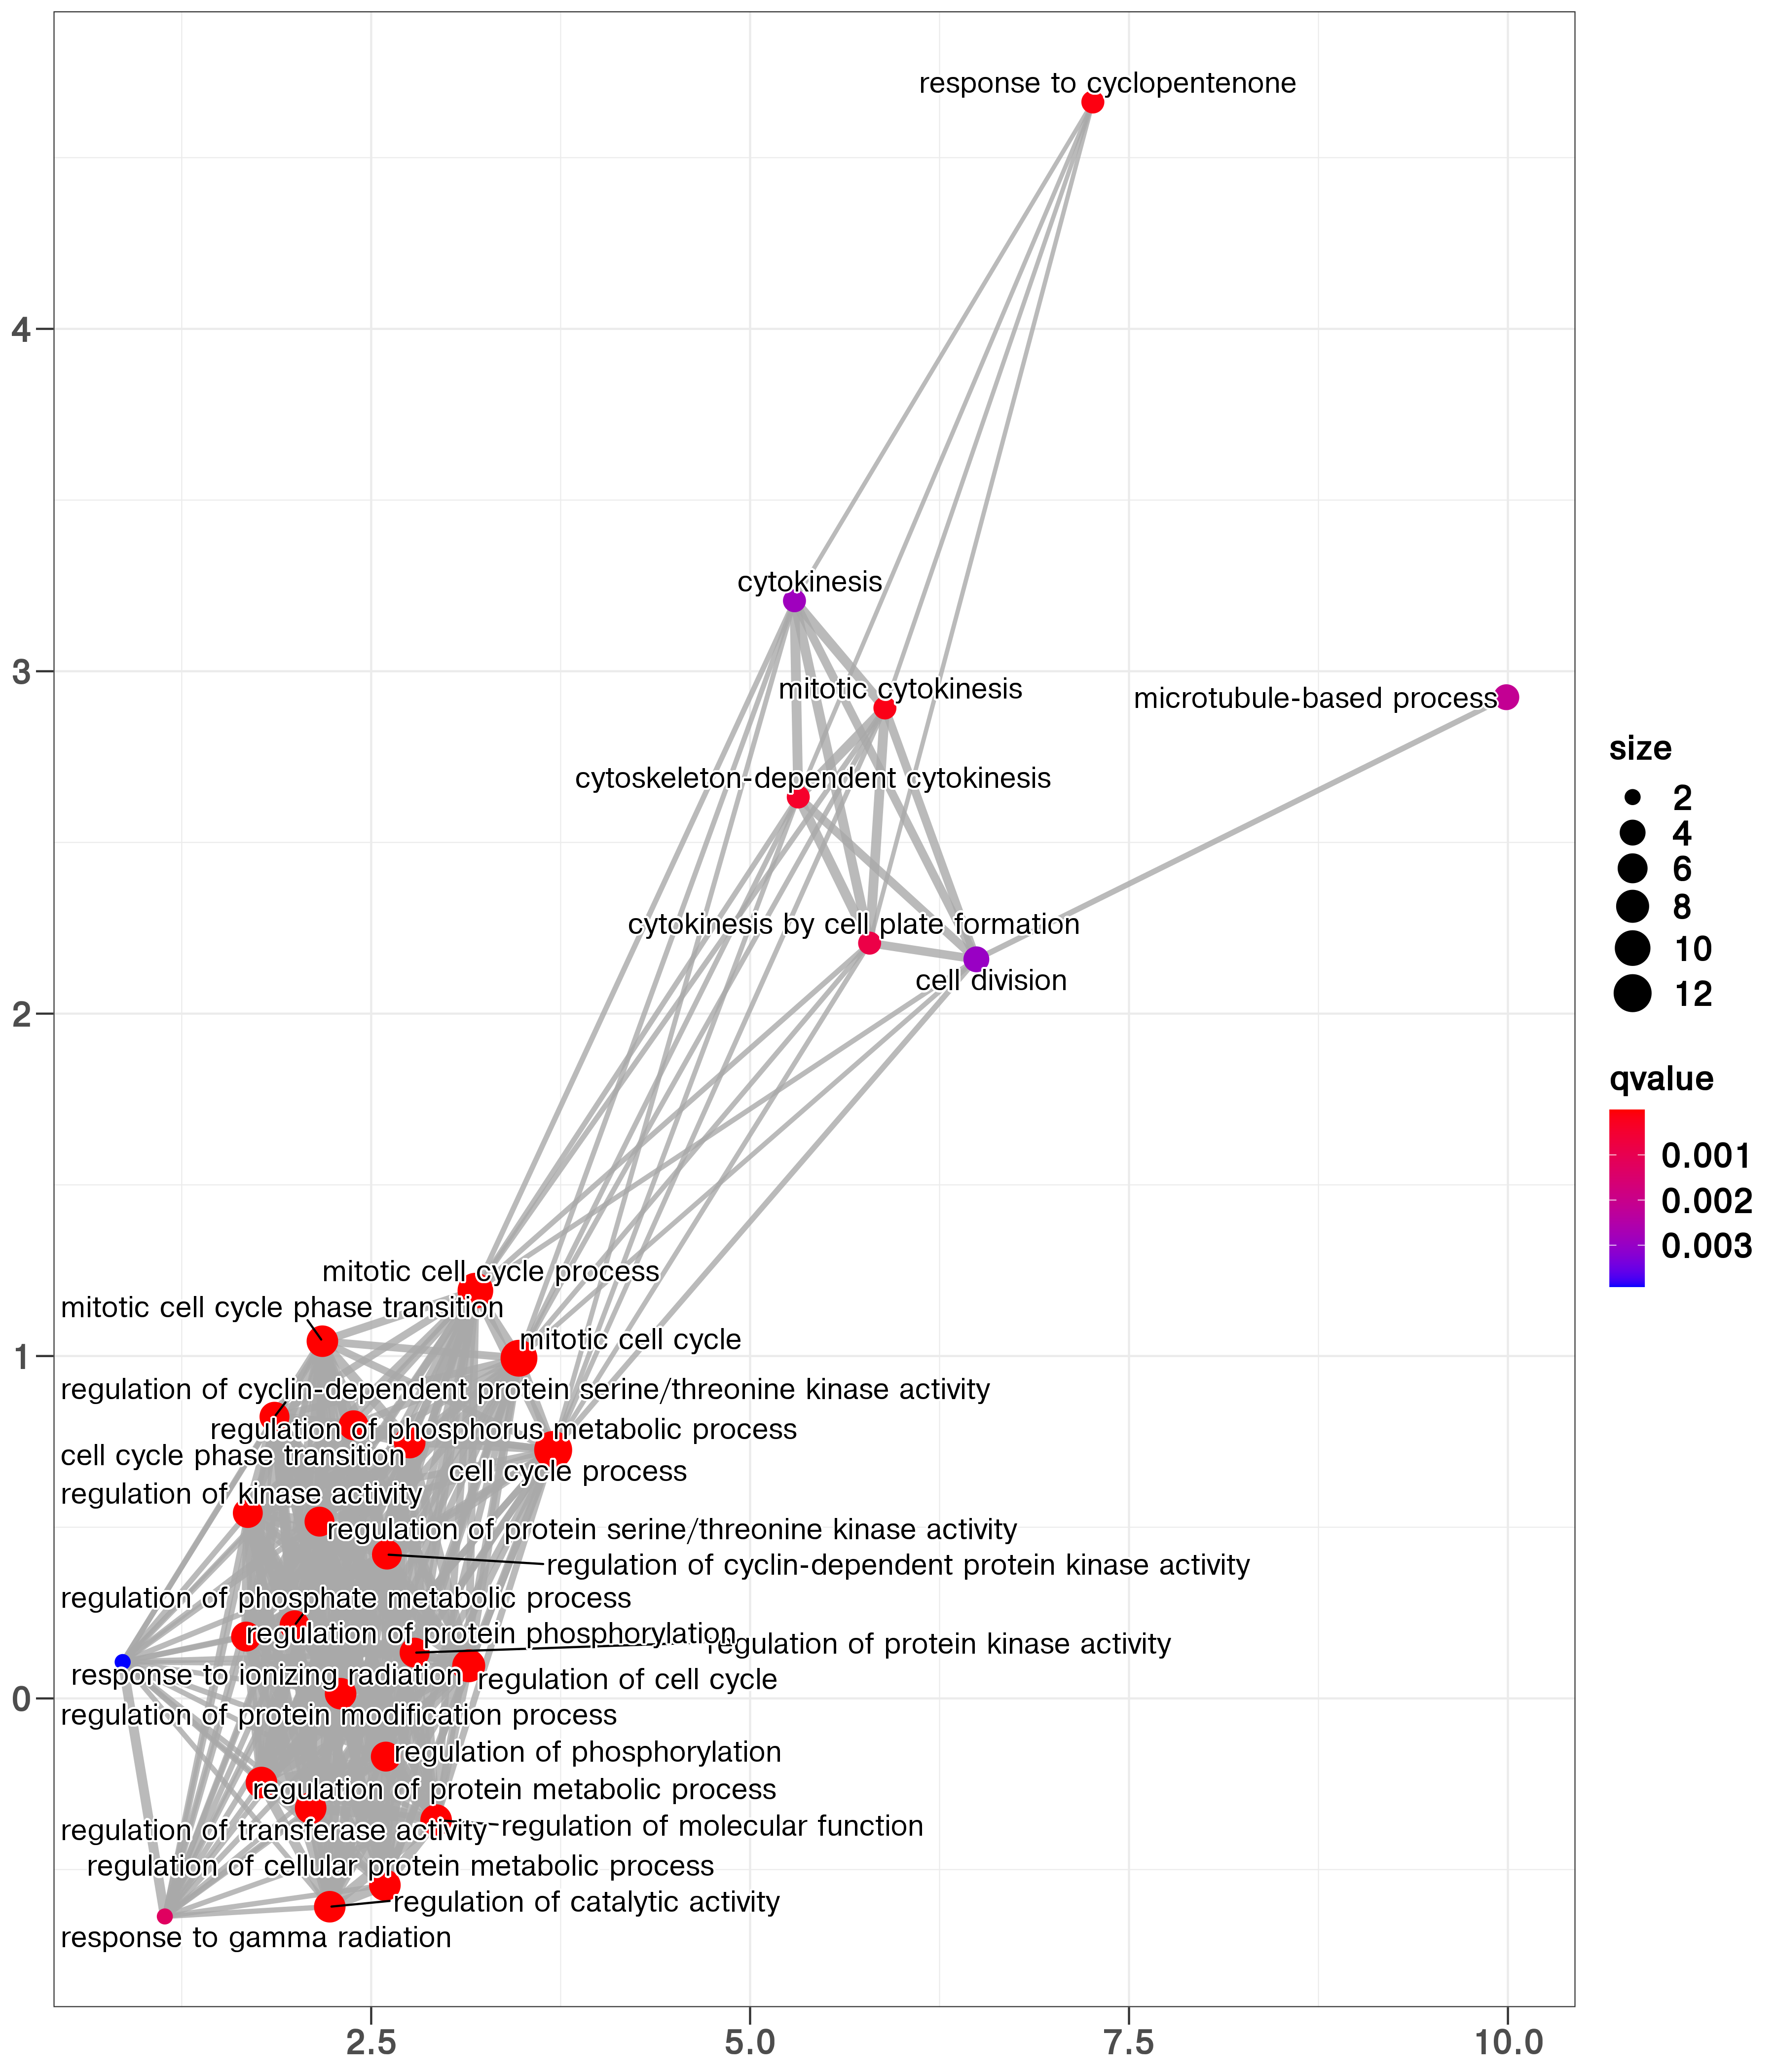 response to cyclopentenone
4
cytokinesis
3
mitotic cytokinesis
microtubule-based process
size
cytoskeleton-dependent cytokinesis
2
4
6
8
cytokinesis by cell plate formation
10
cell division
12
2
qvalue
0.001
0.002
0.003
mitotic cell cycle process
mitotic cell cycle phase transition
mitotic cell cycle
1
regulation of cyclin-dependent protein serine/threonine kinase activity
regulation of phosphorus metabolic process
cell cycle phase transition
cell cycle process
regulation of kinase activity
regulation of protein serine/threonine kinase activity
regulation of cyclin-dependent protein kinase activity
regulation of phosphate metabolic process
regulation of protein phosphorylation
regulation of protein kinase activity
response to ionizing radiation
regulation of cell cycle
0
regulation of protein modification process
regulation of phosphorylation
regulation of protein metabolic process
regulation of molecular function
regulation of transferase activity
regulation of cellular protein metabolic process
regulation of catalytic activity
response to gamma radiation
2.5
5.0
7.5
10.0